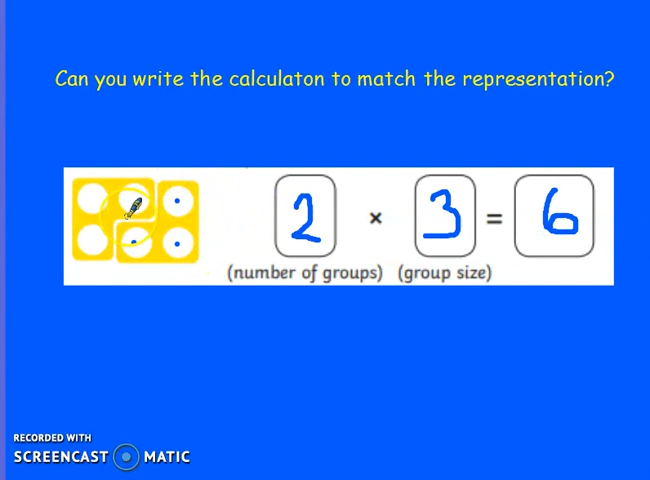 Can you write the calculaton to match the representation?
2 × 3 = 6
(number of groups) (group size)
RECORDED WITH
SCREENCAST MATIC